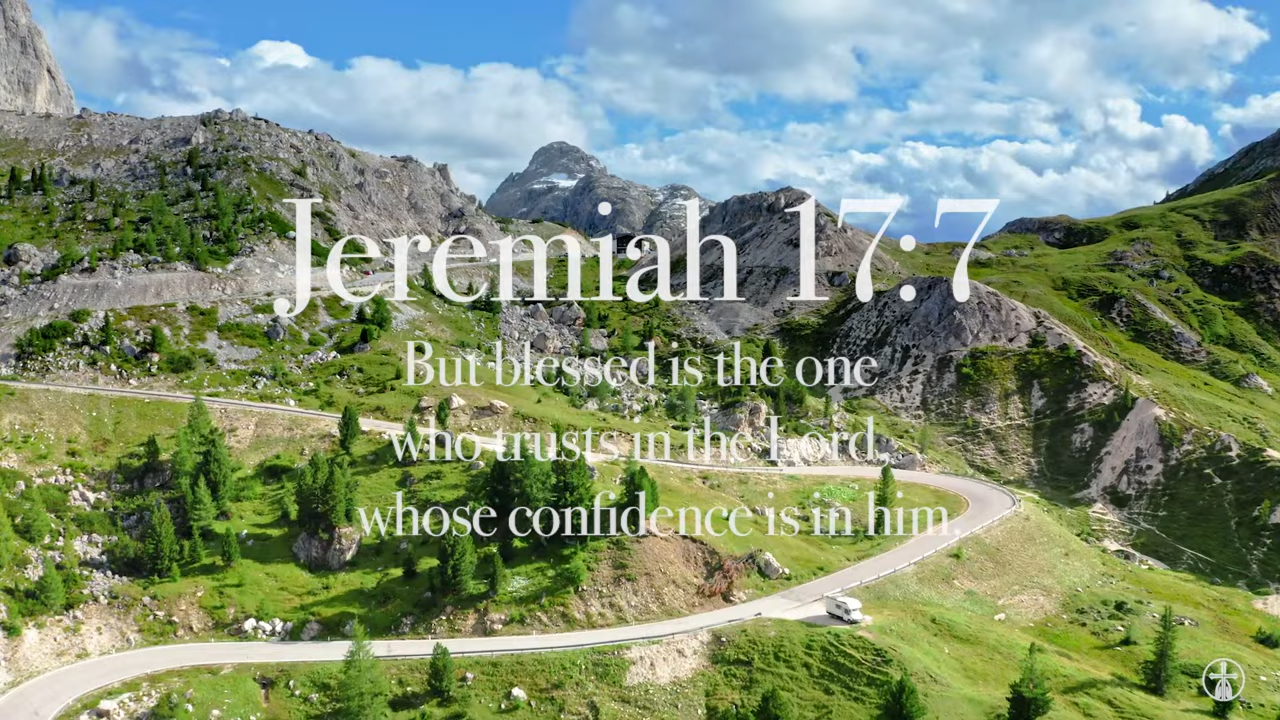 Jeremiah 17:7
But blessed is the one
who trusts in the Lord,
whose confidence is in him.